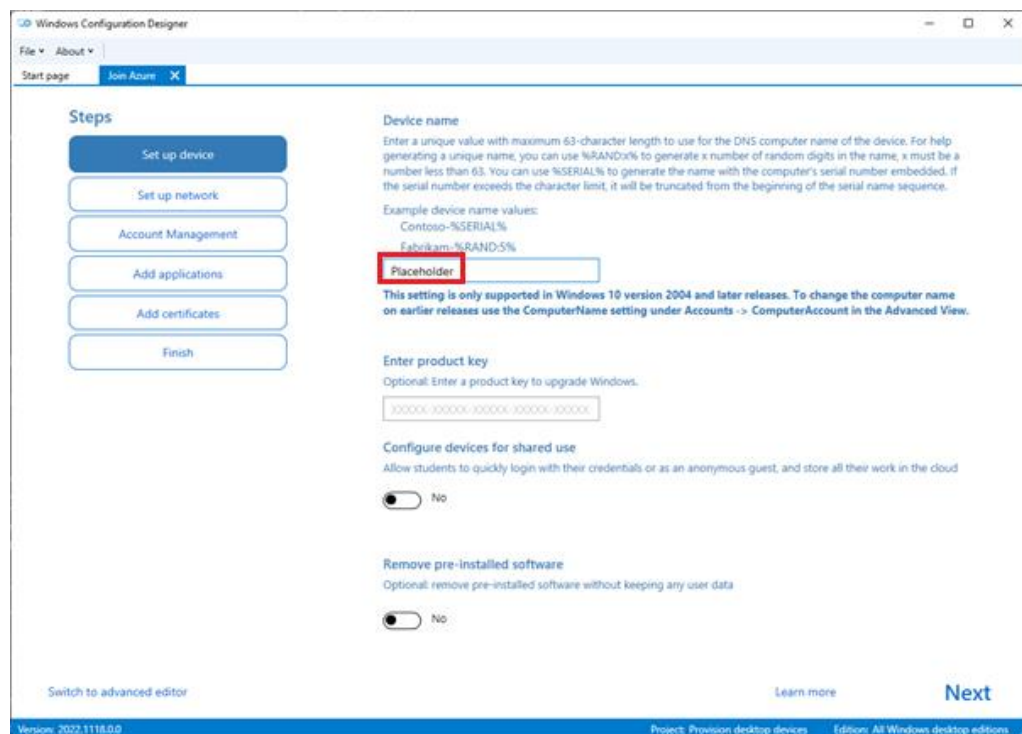 Windows Configuration Designer
File About
Start page Join Azure
Steps
Set up device
Set up network
Account Management
Add applications
Add certificates
Finish
Device name
Enter a unique value with maximum 63-character length to use for the DNS computer name of the device. For help
generating a unique name, you can use %RAND:x% to generate x number of random digits in the name, x must be a
number less than 63. You can use %SERIAL% to generate the name with the computer's serial number embedded. If
the serial number exceeds the character limit, it will be truncated from the beginning of the serial name sequence.
Example device name values:
Contoso-%SERIAL%
Fabrikam-%RAND:5%
Placeholder
This setting is only supported in Windows 10 version 2004 and later releases. To change the computer name
on earlier releases use the ComputerName setting under Accounts -> ComputerAccount in the Advanced View.
Enter product key
Optional: Enter a product key to upgrade Windows.
XXXXX-XXXXX-XXXXX-XXXXX-XXXXX
Configure devices for shared use
Allow students to quickly login with their credentials or as an anonymous guest, and store all their work in the cloud
No
Remove pre-installed software
Optional: remove pre-installed software without keeping any user data
No
Switch to advanced editor
Learn more
Next
Version: 2022.1118.0.0
Project: Provision desktop devices Edition: All Windows desktop editions